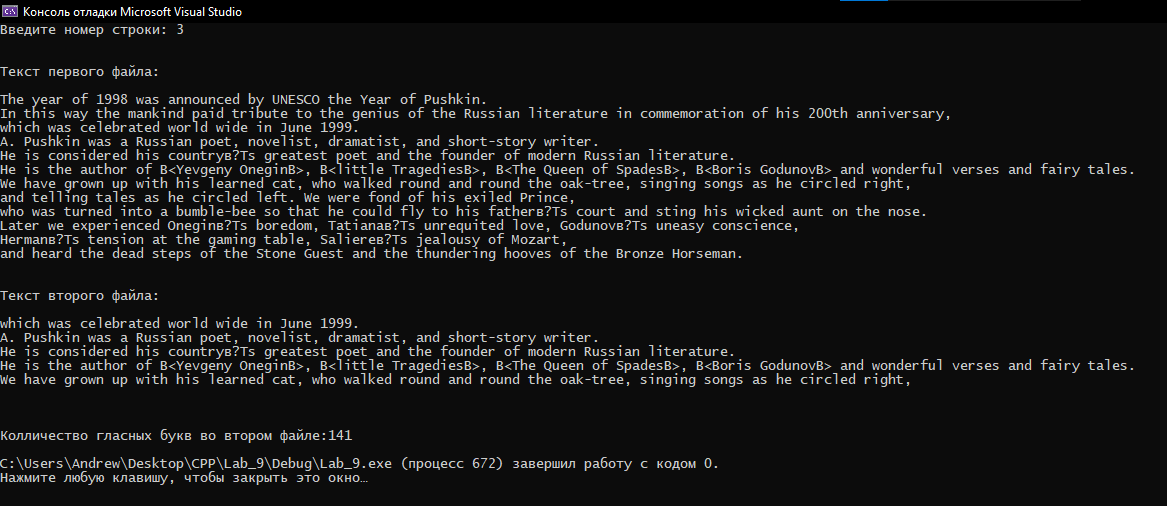 Консоль отладки Microsoft Visual Studio
Введите номер строки: 3
Текст первого файла:
The year of 1998 was announced by UNESCO the Year of Pushkin.
In this way the mankind paid tribute to the genius of the Russian literature in commemoration of his 200th anniversary,
which was celebrated world wide in June 1999.
A. Pushkin was a Russian poet, novelist, dramatist, and short-story writer.
He is considered his countryв?Ts greatest poet and the founder of modern Russian literature.
He is the author of В<Yevgeny OneginВ>, В<little TragediesВ>, В<The Queen of SpadesВ>, В<Boris GodunovВ> and wonderful verses and fairy tales.
We have grown up with his learned cat, who walked round and round the oak-tree, singing songs as he circled right,
and telling tales as he circled left. We were fond of his exiled Prince,
who was turned into a bumble-bee so that he could fly to his fatherв?Ts court and sting his wicked aunt on the nose.
Later we experienced Oneginв?Ts boredom, Tatianaв?Ts unrequited love, Godunovв?Ts uneasy conscience,
Hermanв?Ts tension at the gaming table, Saliereв?Ts jealousy of Mozart,
and heard the dead steps of the Stone Guest and the thundering hooves of the Bronze Horseman.
Текст второго файла:
which was celebrated world wide in June 1999.
A. Pushkin was a Russian poet, novelist, dramatist, and short-story writer.
He is considered his countryв?Ts greatest poet and the founder of modern Russian literature.
He is the author of В<Yevgeny OneginВ>, В<little TragediesВ>, В<The Queen of SpadesВ>, В<Boris GodunovВ> and wonderful verses and fairy tales.
We have grown up with his learned cat, who walked round and round the oak-tree, singing songs as he circled right,
Колличество гласных букв во втором файле:141
C:\Users\Andrew\Desktop\CPP\Lab_9\Debug\Lab_9.exe (процесс 672) завершил работу с кодом 0.
Нажмите любую клавишу, чтобы закрыть это окно…